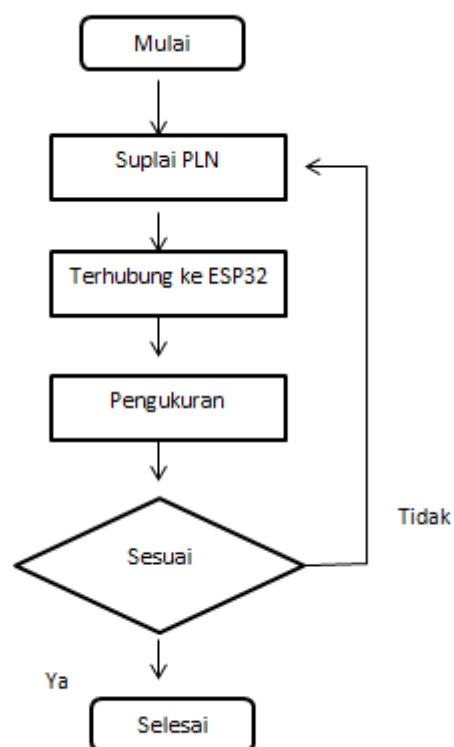 Mulai
Suplai PLN
Terhubung ke ESP32
Pengukuran
Sesuai
Tidak
Ya
Selesai